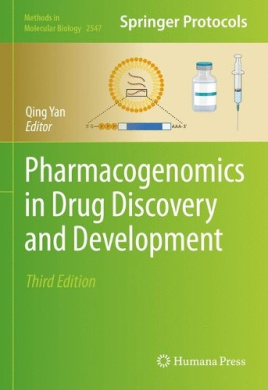 Methods in
Molecular Biology 2547
Springer Protocols
Qing Yan
Editor
AAA-3'
Pharmacogenomics
in Drug Discovery
and Development
Third Edition
Humana Press